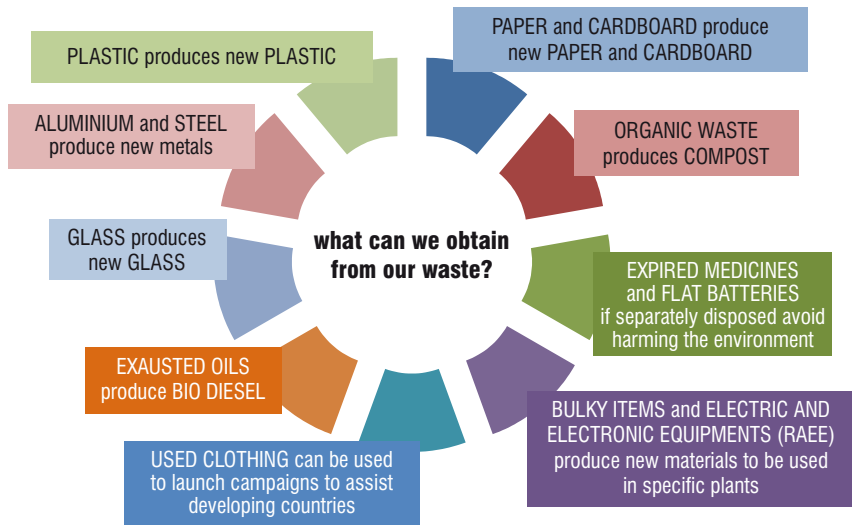 what can we obtain
from our waste?
PAPER and CARDBOARD produce
new PAPER and CARDBOARD
ORGANIC WASTE
produces COMPOST
EXPIRED MEDICINES
and FLAT BATTERIES
if separately disposed avoid
harming the environment
BULKY ITEMS and ELECTRIC AND
ELECTRONIC EQUIPMENTS (RAEE)
produce new materials to be used
in specific plants
USED CLOTHING can be used
to launch campaigns to assist
developing countries
EXAUSTED OILS
produce BIO DIESEL
GLASS produces
new GLASS
ALUMINIUM and STEEL
produce new metals
PLASTIC produces new PLASTIC